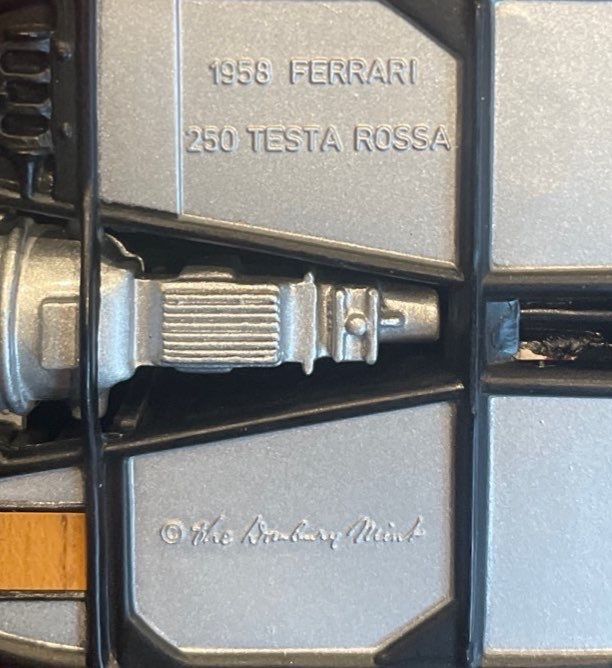 1958 FERRARI
250 TESTA ROSSA
© The Danbury Mint